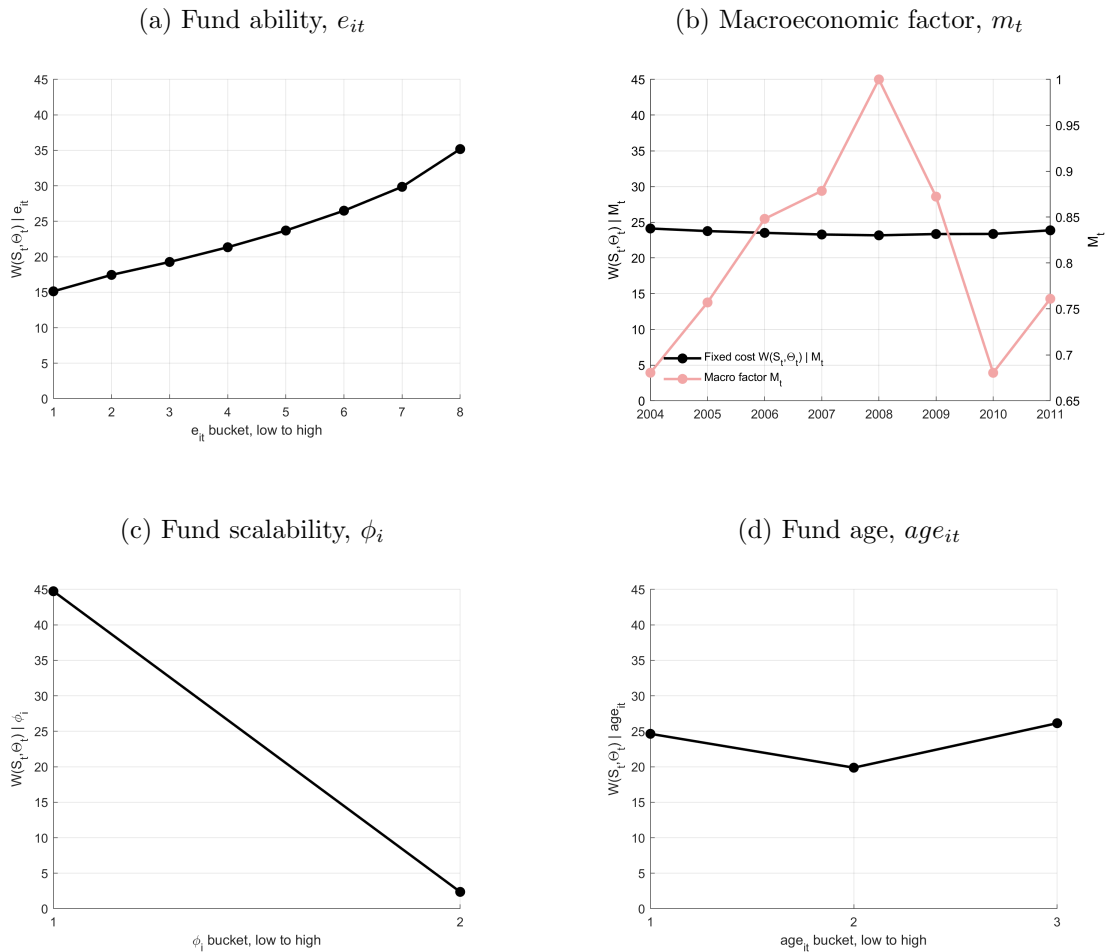 (a) Fund ability, e_it
45
40
35
30
25
20
15
10
5
0
W(S_t,Θ_t) | e_it
1 2 3 4 5 6 7 8
e_it bucket, low to high
(b) Macroeconomic factor, m_t
45
40
35
30
25
20
15
10
5
0
W(S_t,Θ_t) | M_t
1
0.95
0.9
0.85
0.8
0.75
0.7
0.65
M_t
Fixed cost W(S_t,Θ_t) | M_t
Macro factor M_t
2004 2005 2006 2007 2008 2009 2010 2011
(c) Fund scalability, ϕ_i
45
40
35
30
25
20
15
10
5
0
W(S_t,Θ_t) | ϕ_i
1 2
ϕ_i bucket, low to high
(d) Fund age, age_it
45
40
35
30
25
20
15
10
5
0
W(S_t,Θ_t) | age_it
1 2 3
age_it bucket, low to high